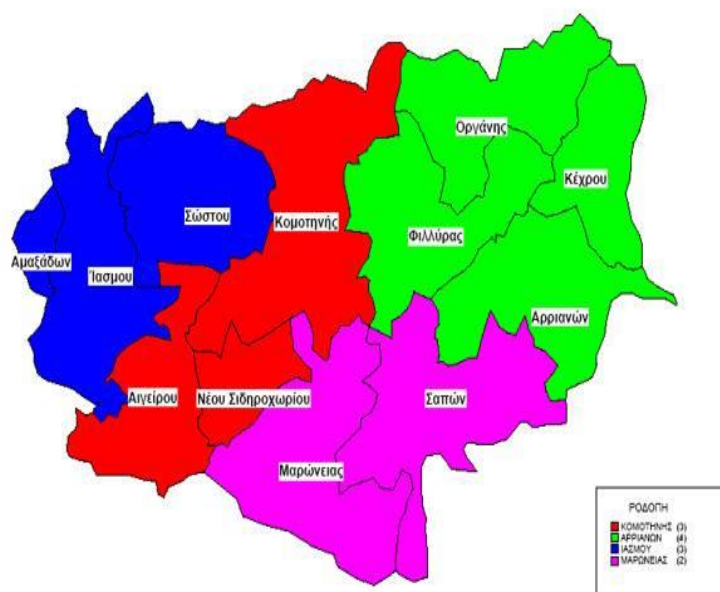 Οργάνης
Κέχρου
Σώστου
Κομοτηνής
Φιλλύρας
Αμαξάδων
Ίασμου
Αρριανών
Αιγείρου
Νέου Σιδηροχωρίου
Σαπών
Μαρώνειας
ΡΟΔΟΠΗ
ΚΟΜΟΤΗΝΗΣ (3)
ΑΡΡΙΑΝΩΝ (4)
ΙΑΣΜΟΥ (3)
ΜΑΡΩΝΕΙΑΣ (2)